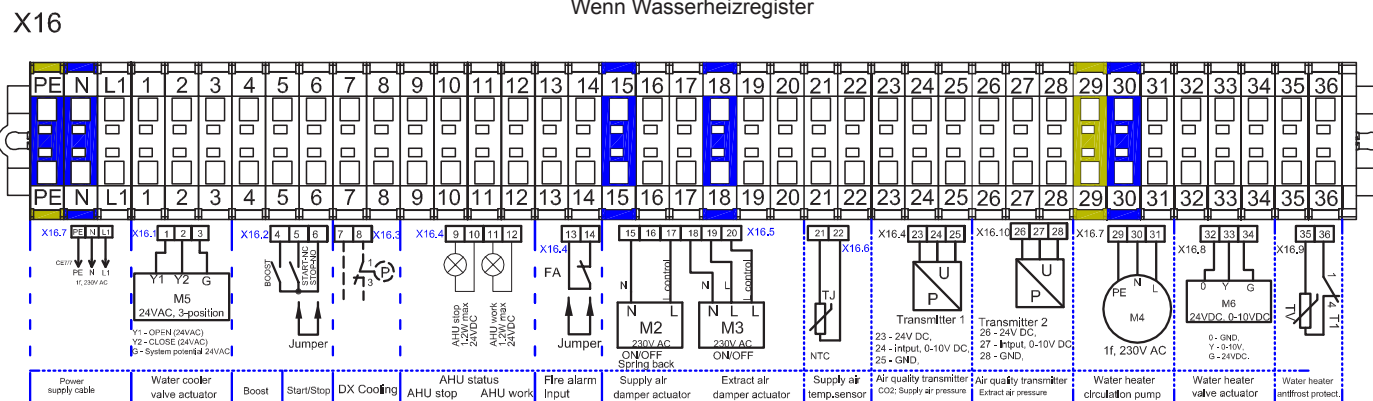 Wenn Wasserheizregister
X16
PE N L1 1 2 3 4 5 6 7 8 9 10 11 12 13 14 15 16 17 18 19 20 21 22 23 24 25 26 27 28 29 30 31 32 33 34 35 36
PE N L1 1 2 3 4 5 6 7 8 9 10 11 12 13 14 15 16 17 18 19 20 21 22 23 24 25 26 27 28 29 30 31 32 33 34 35 36
X16.7 PE N L1
PE N L1
1f, 230V AC
Power
supply cable
X16.1 1 2 3
Y1 Y2 G
M5
24VAC, 3-position
Y1 - OPEN (24VAC)
Y2 - CLOSE (24VAC)
G - System potential 24VAC
Water cooler
valve actuator
X16.2 4 5 6
BOOST
START-NC
STOP-NO
Jumper
Boost
Start/Stop
7 8 X16.3
1
P
3
DX Cooling
X16.4 9 10 11 12
AHU stop
1,2W max
24VDC
AHU work
1,2W max
24VDC
AHU status
AHU stop AHU work
13 14
X16.4
FA
Jumper
Fire alarm
Input
15 16 17 18 19 20 X16.5
L control
N L
M2
230V AC
ON/OFF
Spring back
Supply air
damper actuator
N L
L control
N L
M3
230V AC
ON/OFF
Extract air
damper actuator
21 22
X16.6
TJ
NTC
Supply air
temp.sensor
X16.4 23 24 25
U
P
Transmitter 1
23 - 24V DC,
24 - intput, 0-10V DC,
25 - GND,
Air quality transmitter
CO2; Supply air pressure
X16.10 26 27 28
U
P
Transmitter 2
26 - 24V DC,
27 - intput, 0-10V DC
28 - GND,
Air quality transmitter
Extract air pressure
X16.7 29 30 31
PE N L
M4
1f, 230V AC
Water heater
circulation pump
32 33 34
X16.8
0 Y G
M6
24VDC, 0-10VDC
0 - GND,
Y - 0-10V,
G - 24VDC.
Water heater
valve actuator
35 36
X16.9
TV
1
4
T1
Water heater
antifrost protect.